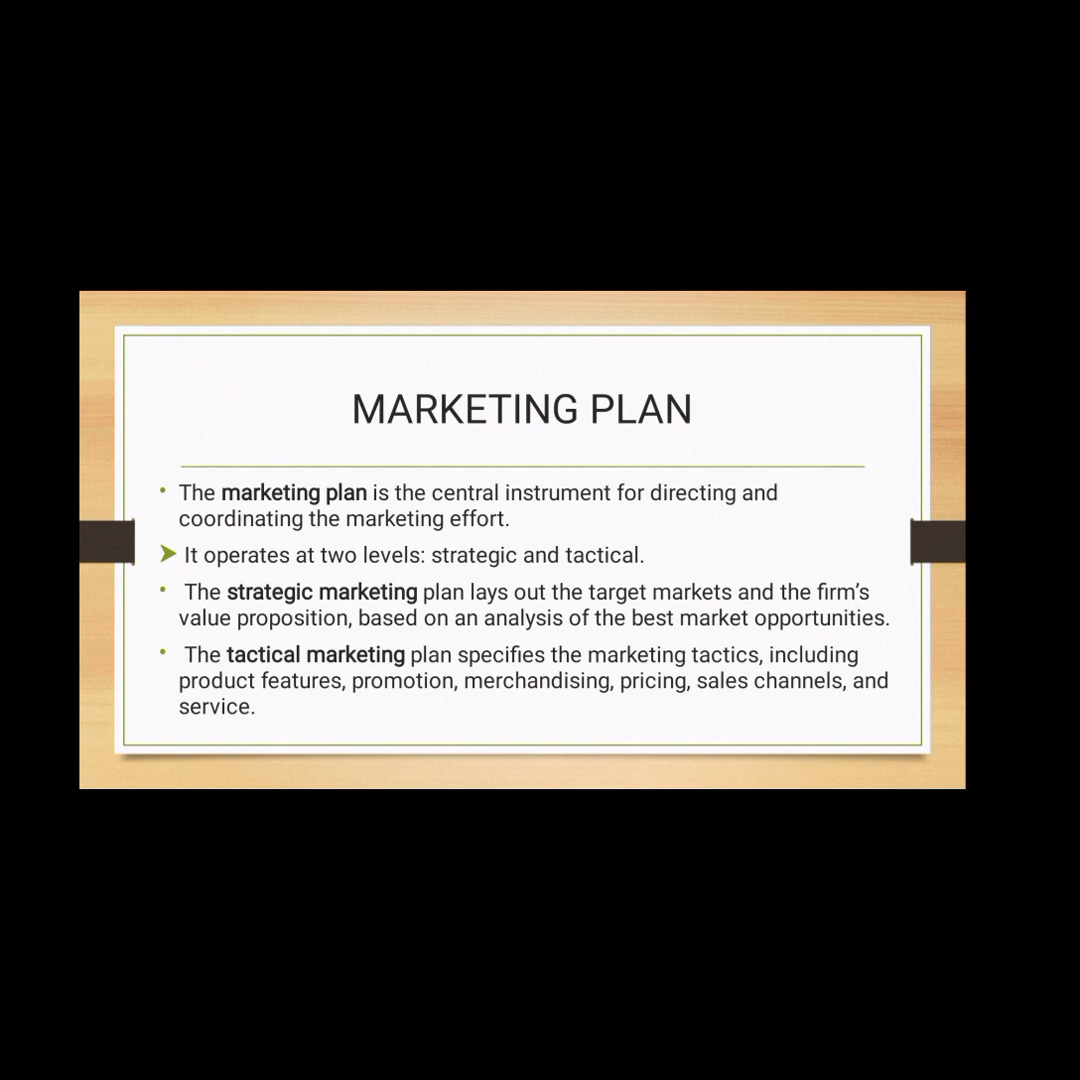 MARKETING PLAN
• The marketing plan is the central instrument for directing and
coordinating the marketing effort.
➤ It operates at two levels: strategic and tactical.
• The strategic marketing plan lays out the target markets and the firm’s
value proposition, based on an analysis of the best market opportunities.
• The tactical marketing plan specifies the marketing tactics, including
product features, promotion, merchandising, pricing, sales channels, and
service.